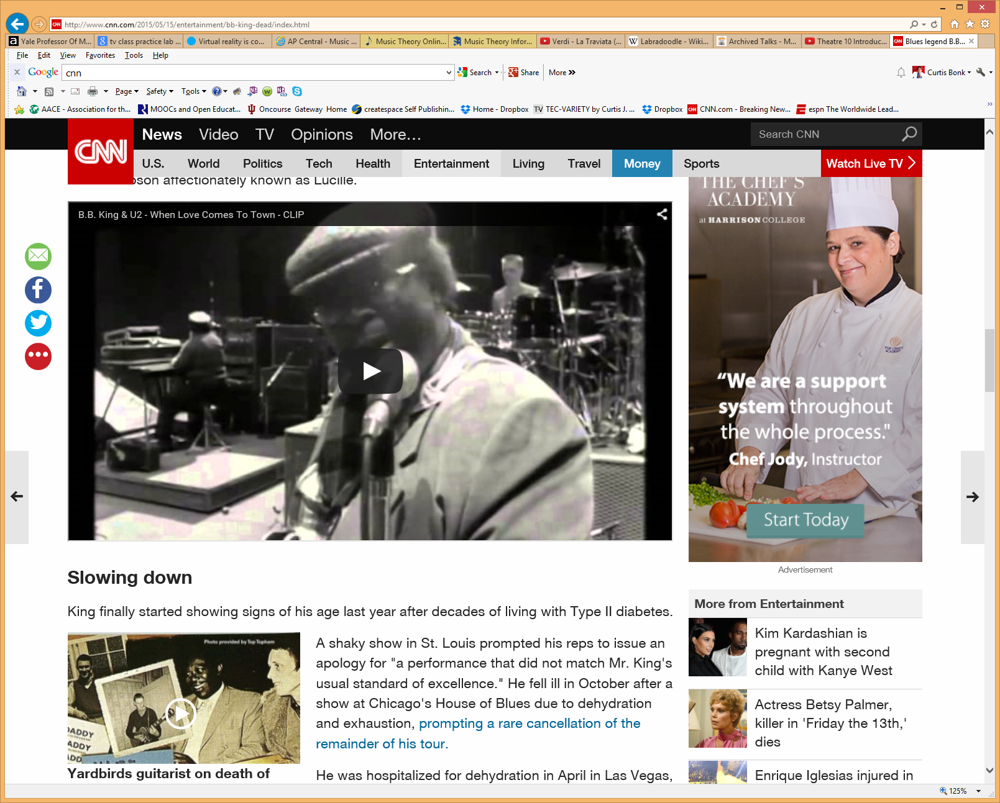 http://www.cnn.com/2015/05/15/entertainment/bb-king-dead/index.html
Yale Professor Of M...
tv class practice lab ...
Virtual reality is co...
AP Central - Music ...
Music Theory Onlin...
Music Theory Infor...
Verdi - La Traviata (...
Labradoodle - Wiki...
Archived Talks - M...
Theatre 10 Introduc...
Blues legend B.B...
File Edit View Favorites Tools Help
x Google cnn Search Share More » Curtis Bonk
Page Safety Tools
AACE - Association for th...
MOOCs and Open Educat...
Oncourse Gateway Home
createspace Self Publishin...
Home - Dropbox
TEC-VARIETY by Curtis J. ...
Dropbox
CNN.com - Breaking New...
espn The Worldwide Lead...
CNN
News Video TV Opinions More...
Search CNN
U.S. World Politics Tech Health Entertainment Living Travel Money Sports
Watch Live TV
bson affectionately known as Lucille.
B.B. King & U2 - When Love Comes To Town - CLIP
THE CHEF'S
ACADEMY
at HARRISON COLLEGE
THE CHEF'S
ACADEMY
“We are a support
system throughout
the whole process."
Chef Jody, Instructor
Start Today
Advertisement
Slowing down
King finally started showing signs of his age last year after decades of living with Type II diabetes.
Photo provided by Top Topham
ADDY
ADDY
ADD
B.B. with the
Yardbirds guitarist on death of
A shaky show in St. Louis prompted his reps to issue an
apology for "a performance that did not match Mr. King's
usual standard of excellence." He fell ill in October after a
show at Chicago's House of Blues due to dehydration
and exhaustion, prompting a rare cancellation of the
remainder of his tour.
He was hospitalized for dehydration in April in Las Vegas,
More from Entertainment
Kim Kardashian is
pregnant with second
child with Kanye West
Actress Betsy Palmer,
killer in 'Friday the 13th,'
dies
Enrique Iglesias injured in
125%